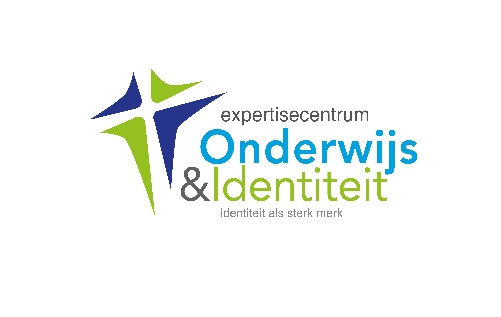 expertisecentrum
Onderwijs
&Identiteit
identiteit als sterk merk